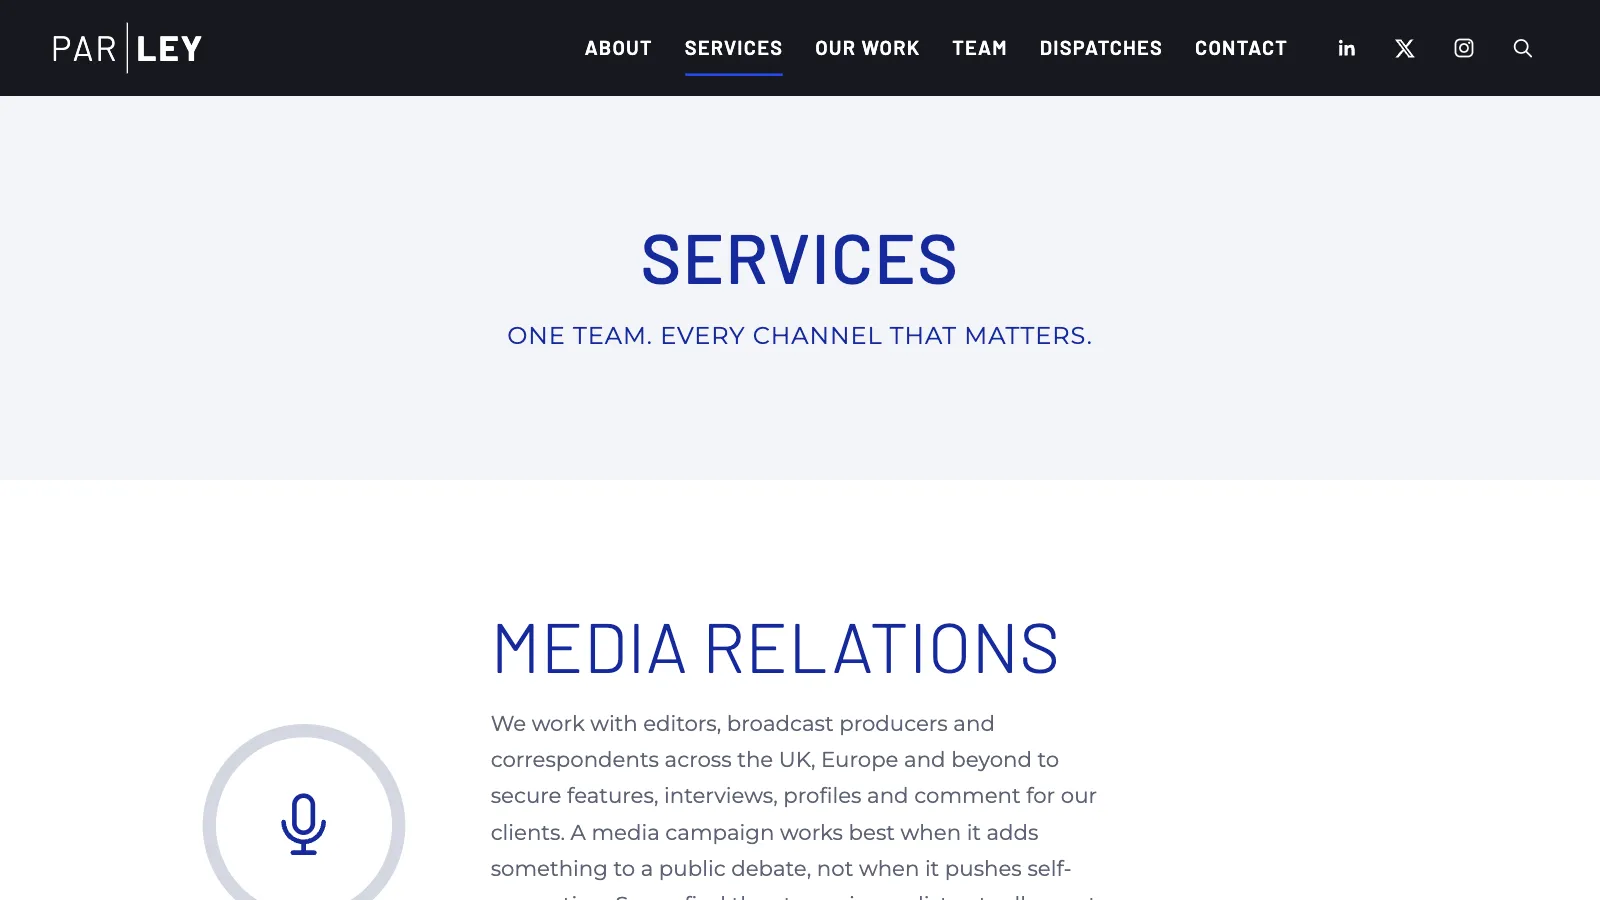 PAR|LEY
ABOUT SERVICES OUR WORK TEAM DISPATCHES CONTACT
SERVICES
ONE TEAM. EVERY CHANNEL THAT MATTERS.
MEDIA RELATIONS
We work with editors, broadcast producers and
correspondents across the UK, Europe and beyond to
secure features, interviews, profiles and comment for our
clients. A media campaign works best when it adds
something to a public debate, not when it pushes self-